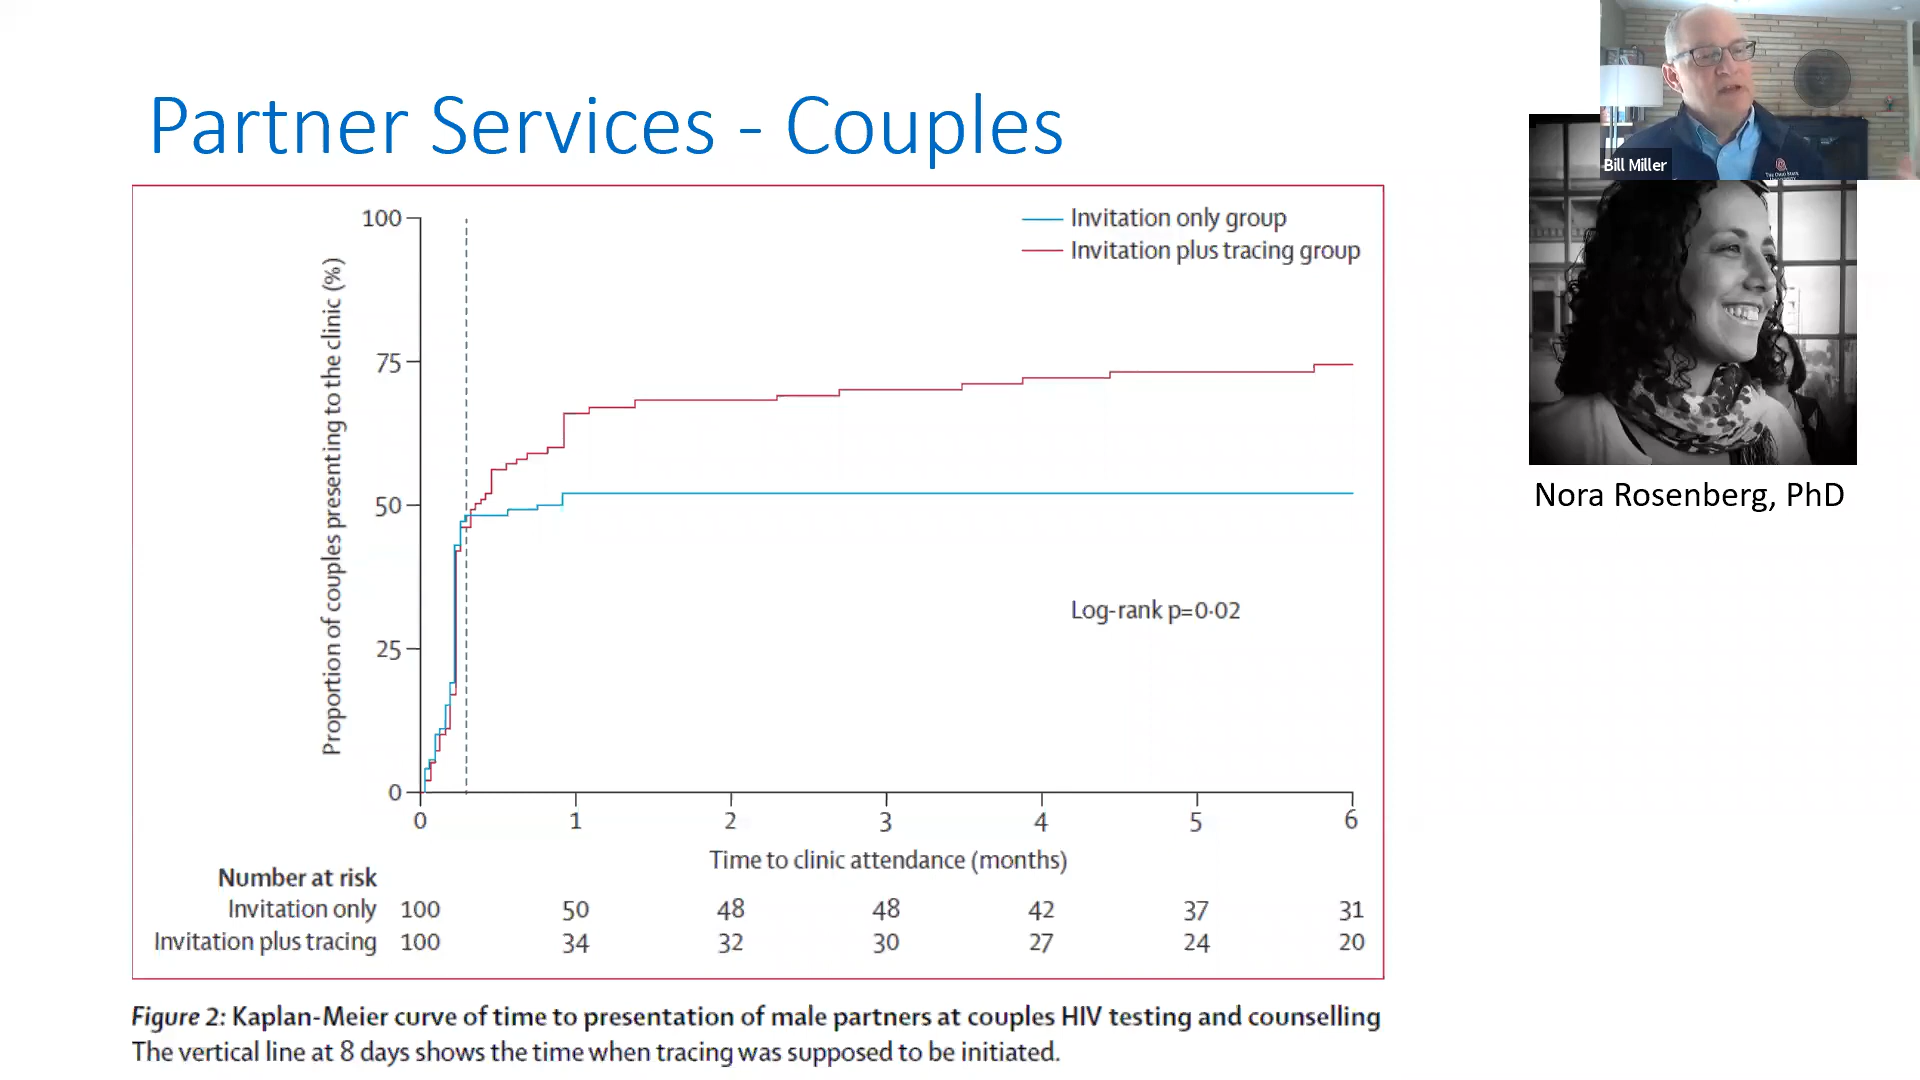 Partner Services - Couples
Bill Miller
THE OHIO STATE
UNIVERSITY
Nora Rosenberg, PhD
Invitation only group
Invitation plus tracing group
Proportion of couples presenting to the clinic (%)
100
75
50
25
0
Log-rank p=0·02
0 1 2 3 4 5 6
Time to clinic attendance (months)
Number at risk
Invitation only 100 50 48 48 42 37 31
Invitation plus tracing 100 34 32 30 27 24 20
Figure 2: Kaplan-Meier curve of time to presentation of male partners at couples HIV testing and counselling
The vertical line at 8 days shows the time when tracing was supposed to be initiated.